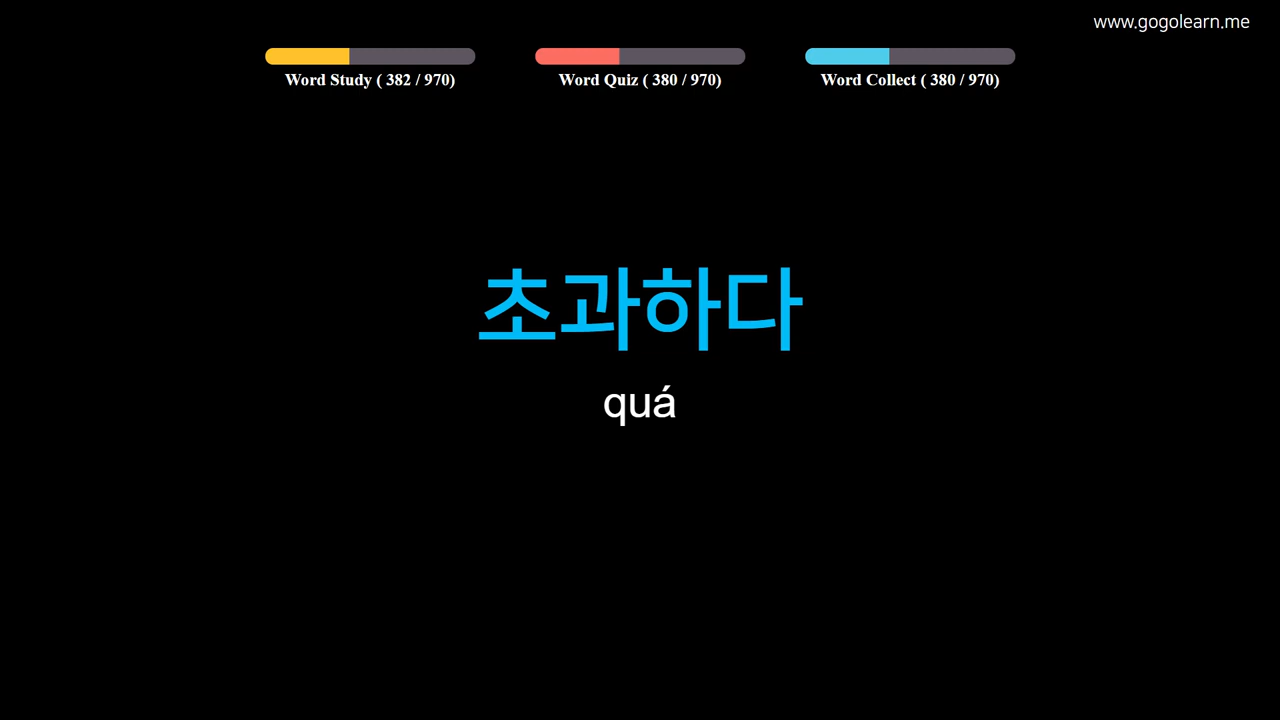 www.gogolearn.me
Word Study ( 382 / 970)
Word Quiz ( 380 / 970)
Word Collect ( 380 / 970)
초과하다
quá